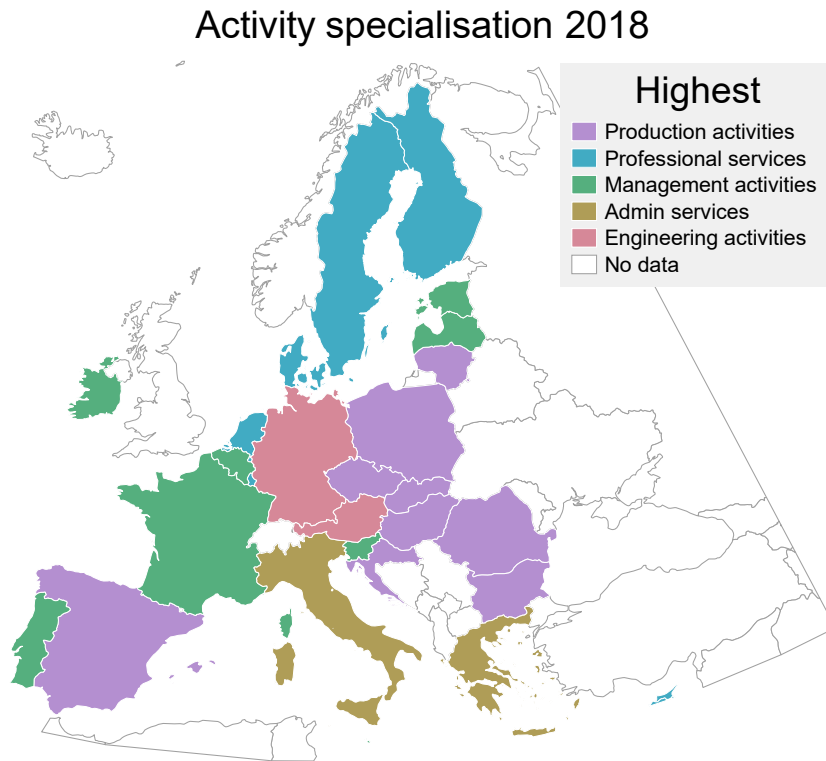 Activity specialisation 2018
Highest
Production activities
Professional services
Management activities
Admin services
Engineering activities
No data